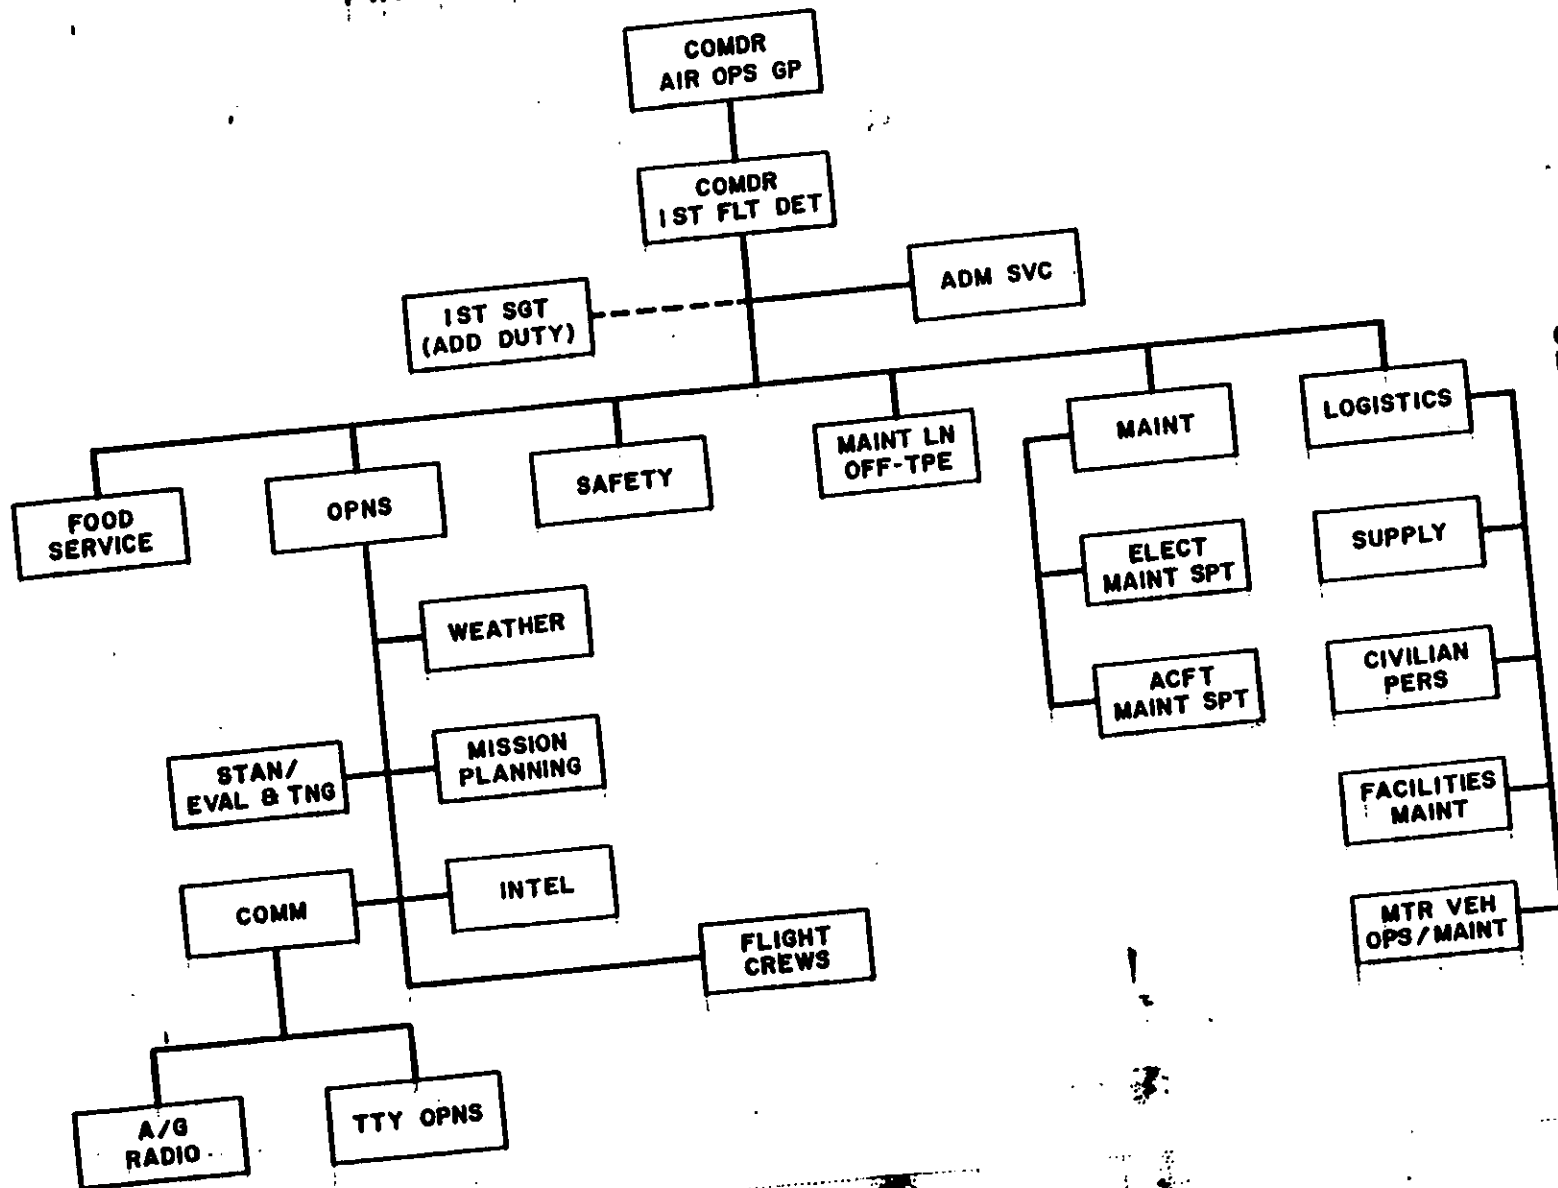 COMDR
AIR OPS GP
COMDR
1ST FLT DET
1ST SGT
(ADD DUTY)
ADM SVC
FOOD
SERVICE
OPNS
SAFETY
MAINT LN
OFF-TPE
MAINT
LOGISTICS
WEATHER
STAN/
EVAL & TNG
MISSION
PLANNING
COMM
INTEL
FLIGHT
CREWS
A/G
RADIO
TTY OPNS
ELECT
MAINT SPT
ACFT
MAINT SPT
SUPPLY
CIVILIAN
PERS
FACILITIES
MAINT
MTR VEH
OPS/MAINT